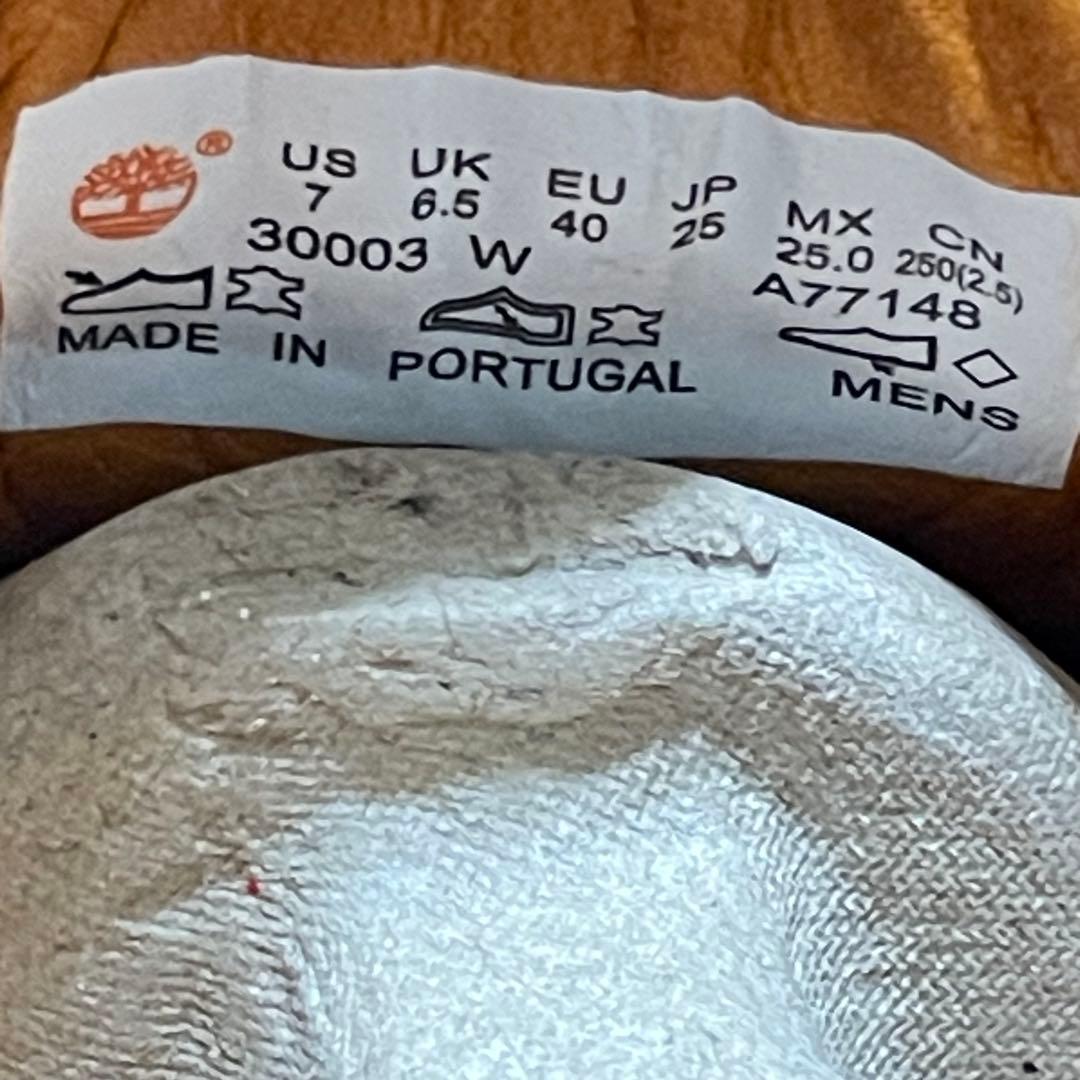 ®
US UK EU JP MX CN
7 6.5 40 25 25.0 250(2.5)
30003 W A77148
MADE IN PORTUGAL MENS